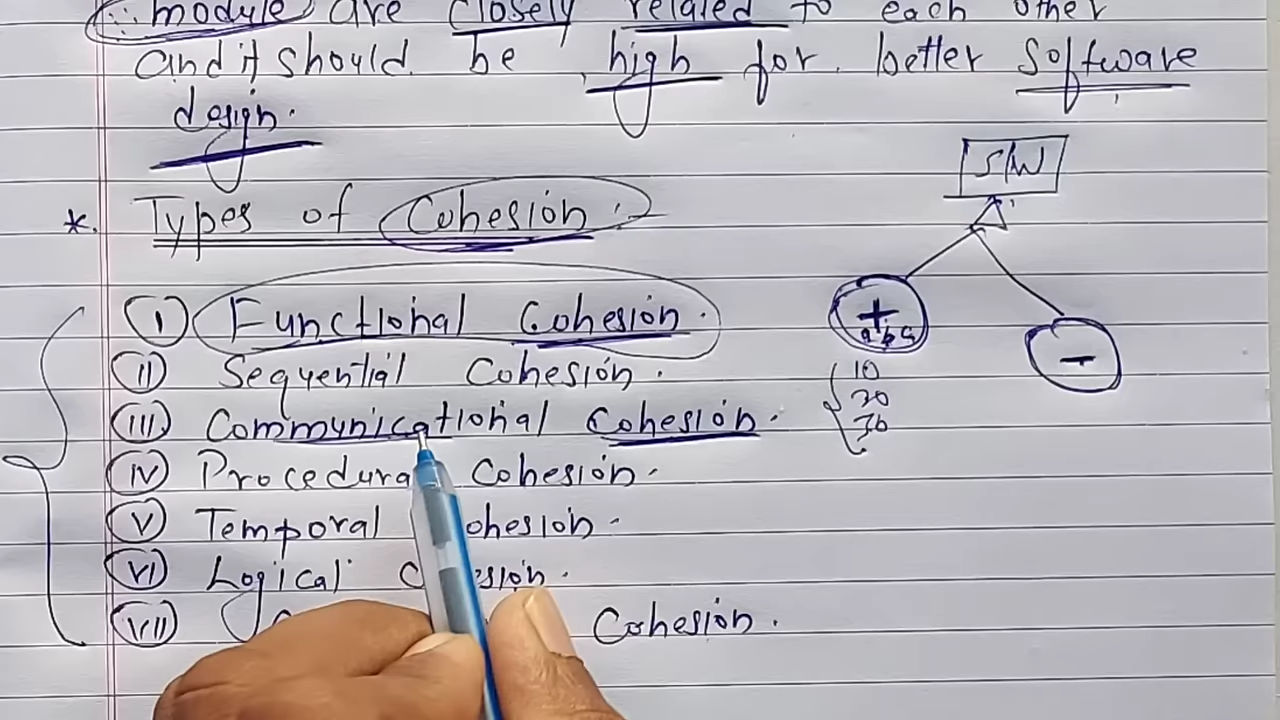 module are closely related to each other
and it should be high for better software
design.
*. Types of Cohesion :-
(i) Functional Cohesion.
(ii) Sequential Cohesion.
(iii) Communicational Cohesion.
(iv) Procedural Cohesion.
(v) Temporal Cohesion.
(vi) Logical Cohesion.
(vii) Cohesion.
S/W
+
-
10
20
30